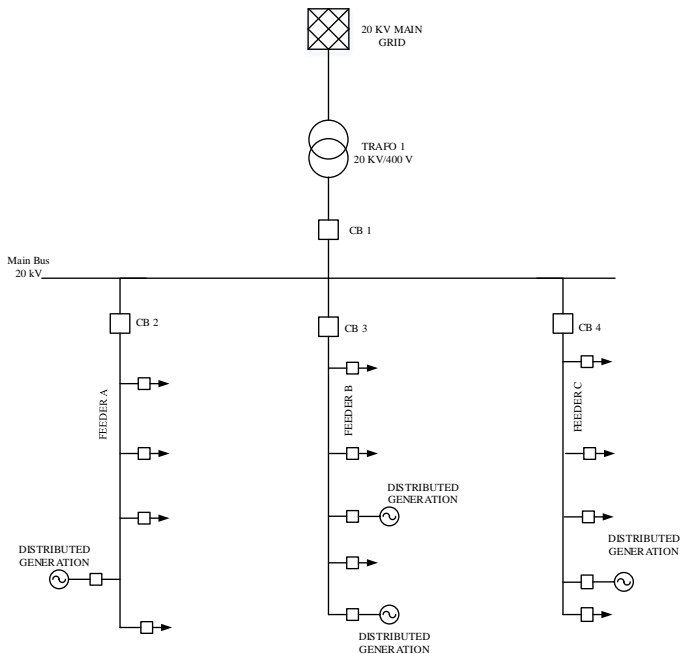 20 KV MAIN
GRID
TRAFO 1
20 KV/400 V
CB 1
Main Bus
20 kV
CB 2
CB 3
CB 4
FEEDER A
FEEDER B
FEEDER C
DISTRIBUTED
GENERATION
DISTRIBUTED
GENERATION
DISTRIBUTED
GENERATION
DISTRIBUTED
GENERATION